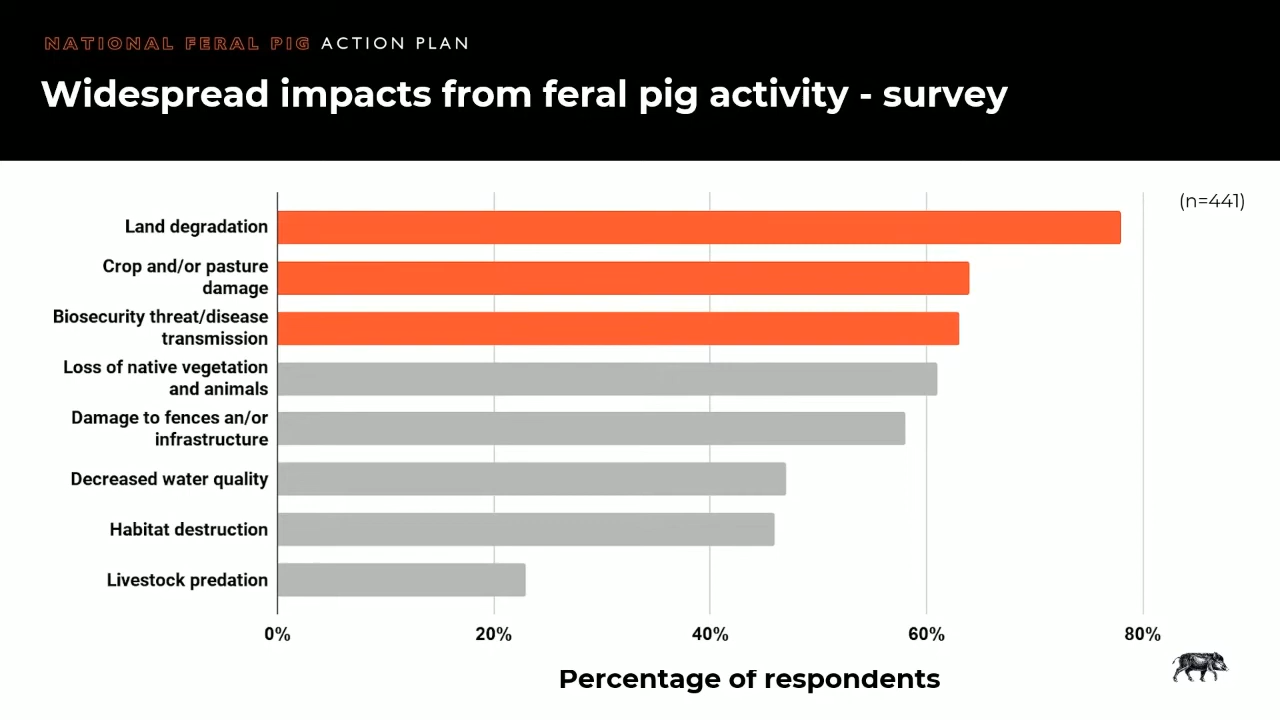 NATIONAL FERAL PIG ACTION PLAN
Widespread impacts from feral pig activity - survey
(n=441)
Land degradation
Crop and/or pasture
damage
Biosecurity threat/disease
transmission
Loss of native vegetation
and animals
Damage to fences an/or
infrastructure
Decreased water quality
Habitat destruction
Livestock predation
0% 20% 40% 60% 80%
Percentage of respondents